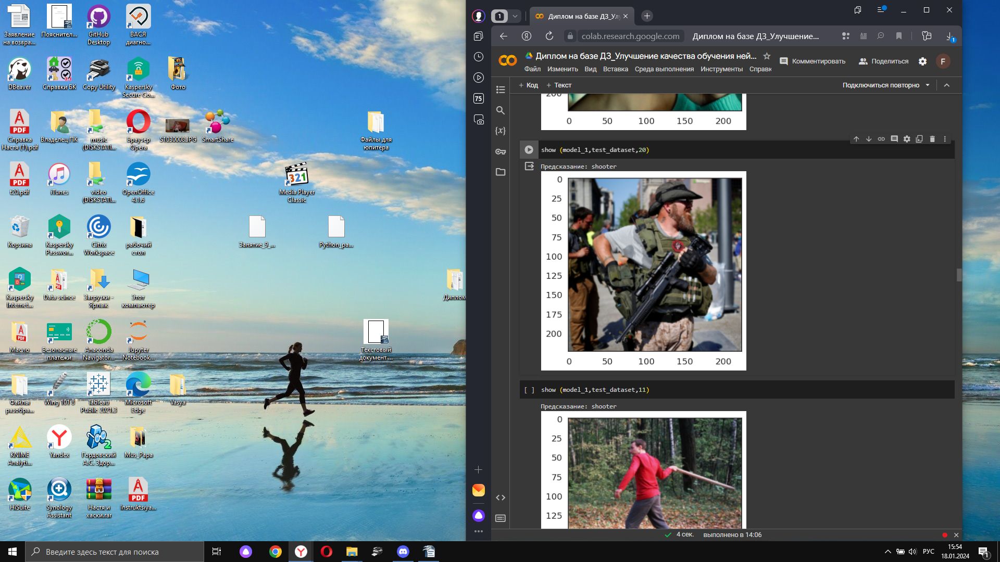 Заявление
на возвра...
Пояснител...
GitHub
Desktop
ВАСЯ
диагно...
DBeaver
Справки БК
Copy Utility
Kaspersky
Secure Co...
Фото
Справка
Настя (1).pdf
Владелец ПК
music
(DISKSTATI...
Браузер
Opera
S1030008.JPG
SmartShare
Файлы для
юпитера
t20.pdf
iTunes
video
(DISKSTATI...
OpenOffice
4.1.6
321
Media Player
Classic
Корзина
Kaspersky
Passwor...
Citrix
Workspace
рабочий
стол
Занятие_9_...
Python_ра...
Kaspersky
Internet...
Data scince
Загрузки -
Ярлык
Этот
компьютер
Диплом
Масло
Безопасные
платежи
Anaconda
Navigator...
Jupyter
Notebook...
Текстовый
документ....
Файлы
разобра...
Wing 101 8
Tableau
Public 2021.3
Microsoft
Edge
Vasya
KNIME
Analyti...
Yandex
Гордовский
А.С. Здор...
Mus_Papa
HiSuite
Synology
Assistant
Настя и
хаски.rar
Instruktsiya...
1
Диплом на базе ДЗ_Ул
colab.research.google.com
Диплом на базе ДЗ_Улучшение...
1
75
Диплом на базе ДЗ_Улучшение качества обучения ней...
Комментировать
Поделиться
F
Файл Изменить Вид Вставка Среда выполнения Инструменты Справк
+ Код + Текст
Подключиться повторно
200
0 50 100 150 200
show (model_1,test_dataset,20)
Предсказание: shooter
0
25
50
75
100
125
150
175
200
0 50 100 150 200
[ ] show (model_1,test_dataset,11)
Предсказание: shooter
0
25
50
75
100
125
4 сек. выполнено в 14:06
Введите здесь текст для поиска
РУС
15:54
18.01.2024
1